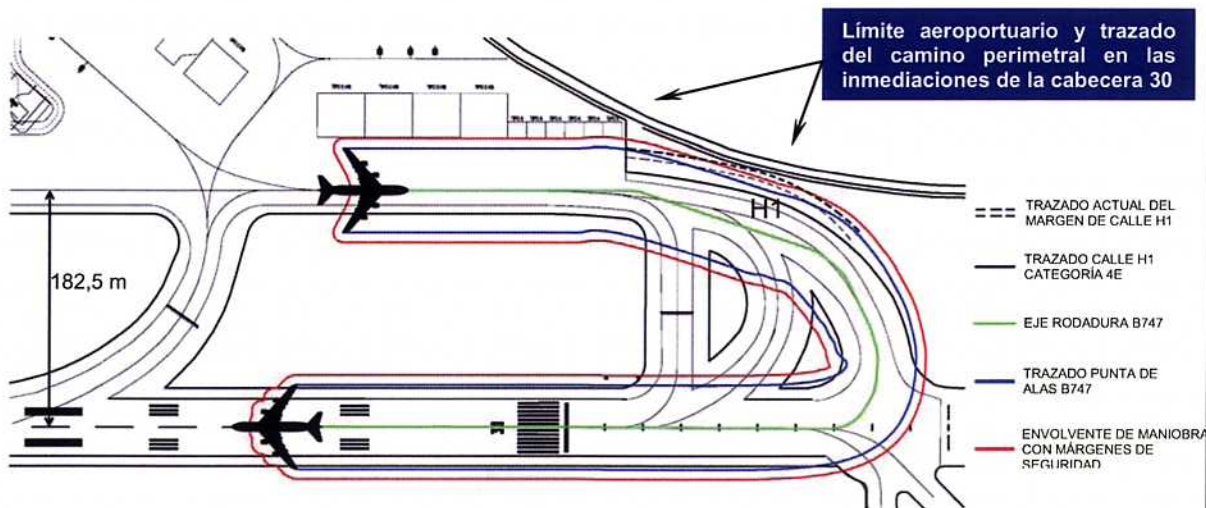 Límite aeroportuario y trazado
del camino perimetral en las
inmediaciones de la cabecera 30
H1
182,5 m
TRAZADO ACTUAL DEL
MARGEN DE CALLE H1
TRAZADO CALLE H1
CATEGORÍA 4E
EJE RODADURA B747
TRAZADO PUNTA DE
ALAS B747
ENVOLVENTE DE MANIOBRA
CON MÁRGENES DE
SEGURIDAD